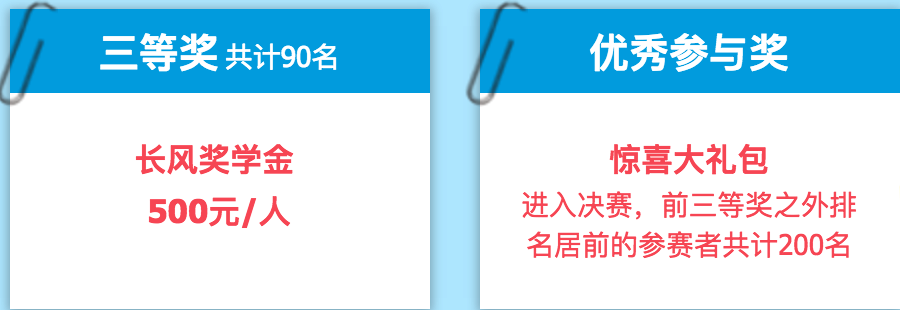 三等奖 共计90名
长风奖学金
500元/人
优秀参与奖
惊喜大礼包
进入决赛，前三等奖之外排
名居前的参赛者共计200名